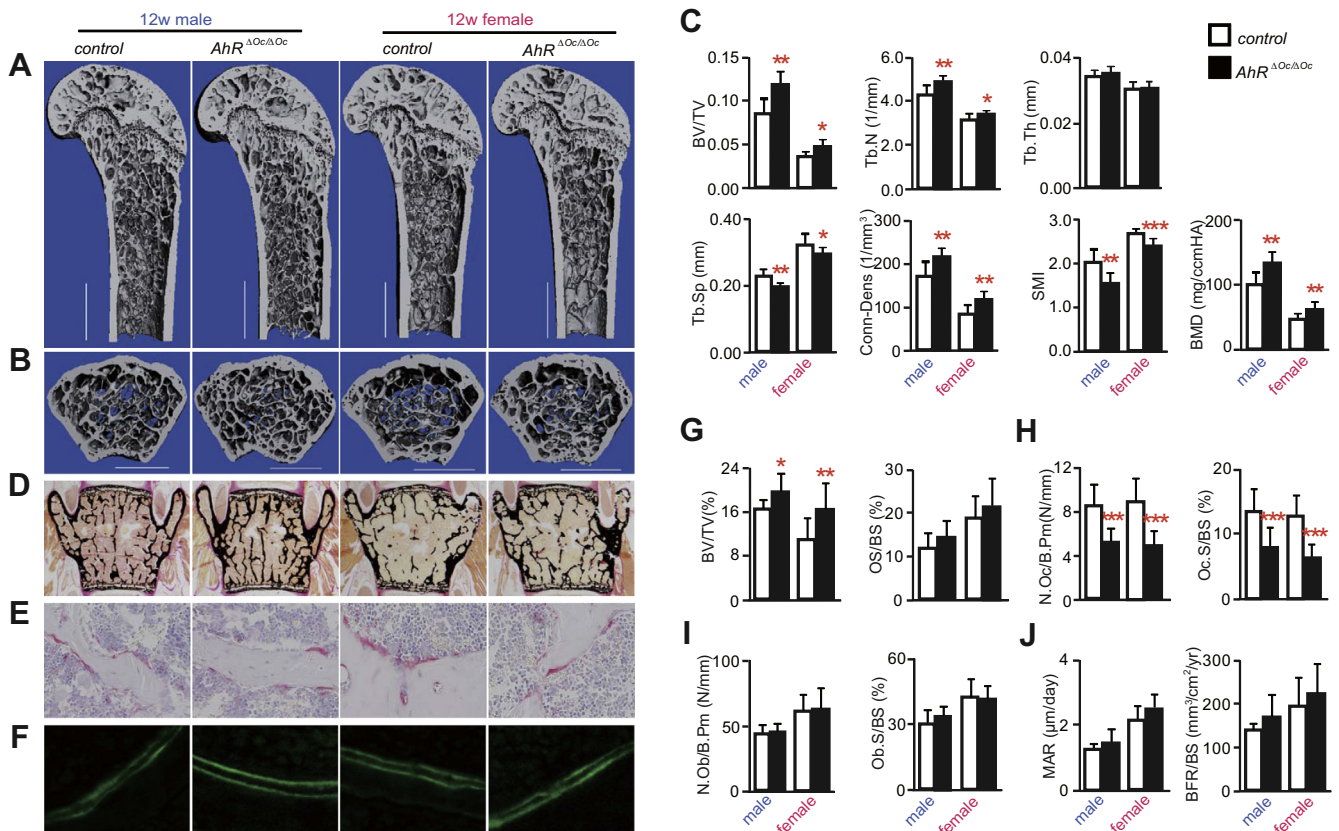 12w male
12w female
control
AhR ΔOc/ΔOc
control
AhR ΔOc/ΔOc
A
B
D
E
F
C
control
AhR ΔOc/ΔOc
BV/TV
0.15
0.10
0.05
0.00
**
*
Tb.N (1/mm)
6.0
4.0
2.0
0.0
**
*
Tb.Th (mm)
0.04
0.02
0.00
Tb.Sp (mm)
0.40
0.20
0.00
**
*
male
female
Conn-Dens (1/mm³)
300
200
100
0
**
**
male
female
SMI
3.0
2.0
1.0
0.0
**
***
male
female
BMD (mg/ccmHA)
200
100
0
**
**
male
female
G
BV/TV(%)
24
16
8
0
*
**
OS/BS (%)
30
20
10
0
H
N.Oc/B.Pm(N/mm)
12
8
4
0
***
***
Oc.S/BS (%)
20
10
0
***
***
I
N.Ob/B.Pm (N/mm)
100
50
0
male
female
Ob.S/BS (%)
60
30
0
male
female
J
MAR (µm/day)
4
2
0
male
female
BFR/BS (mm³/cm²/yr)
300
200
100
0
male
female